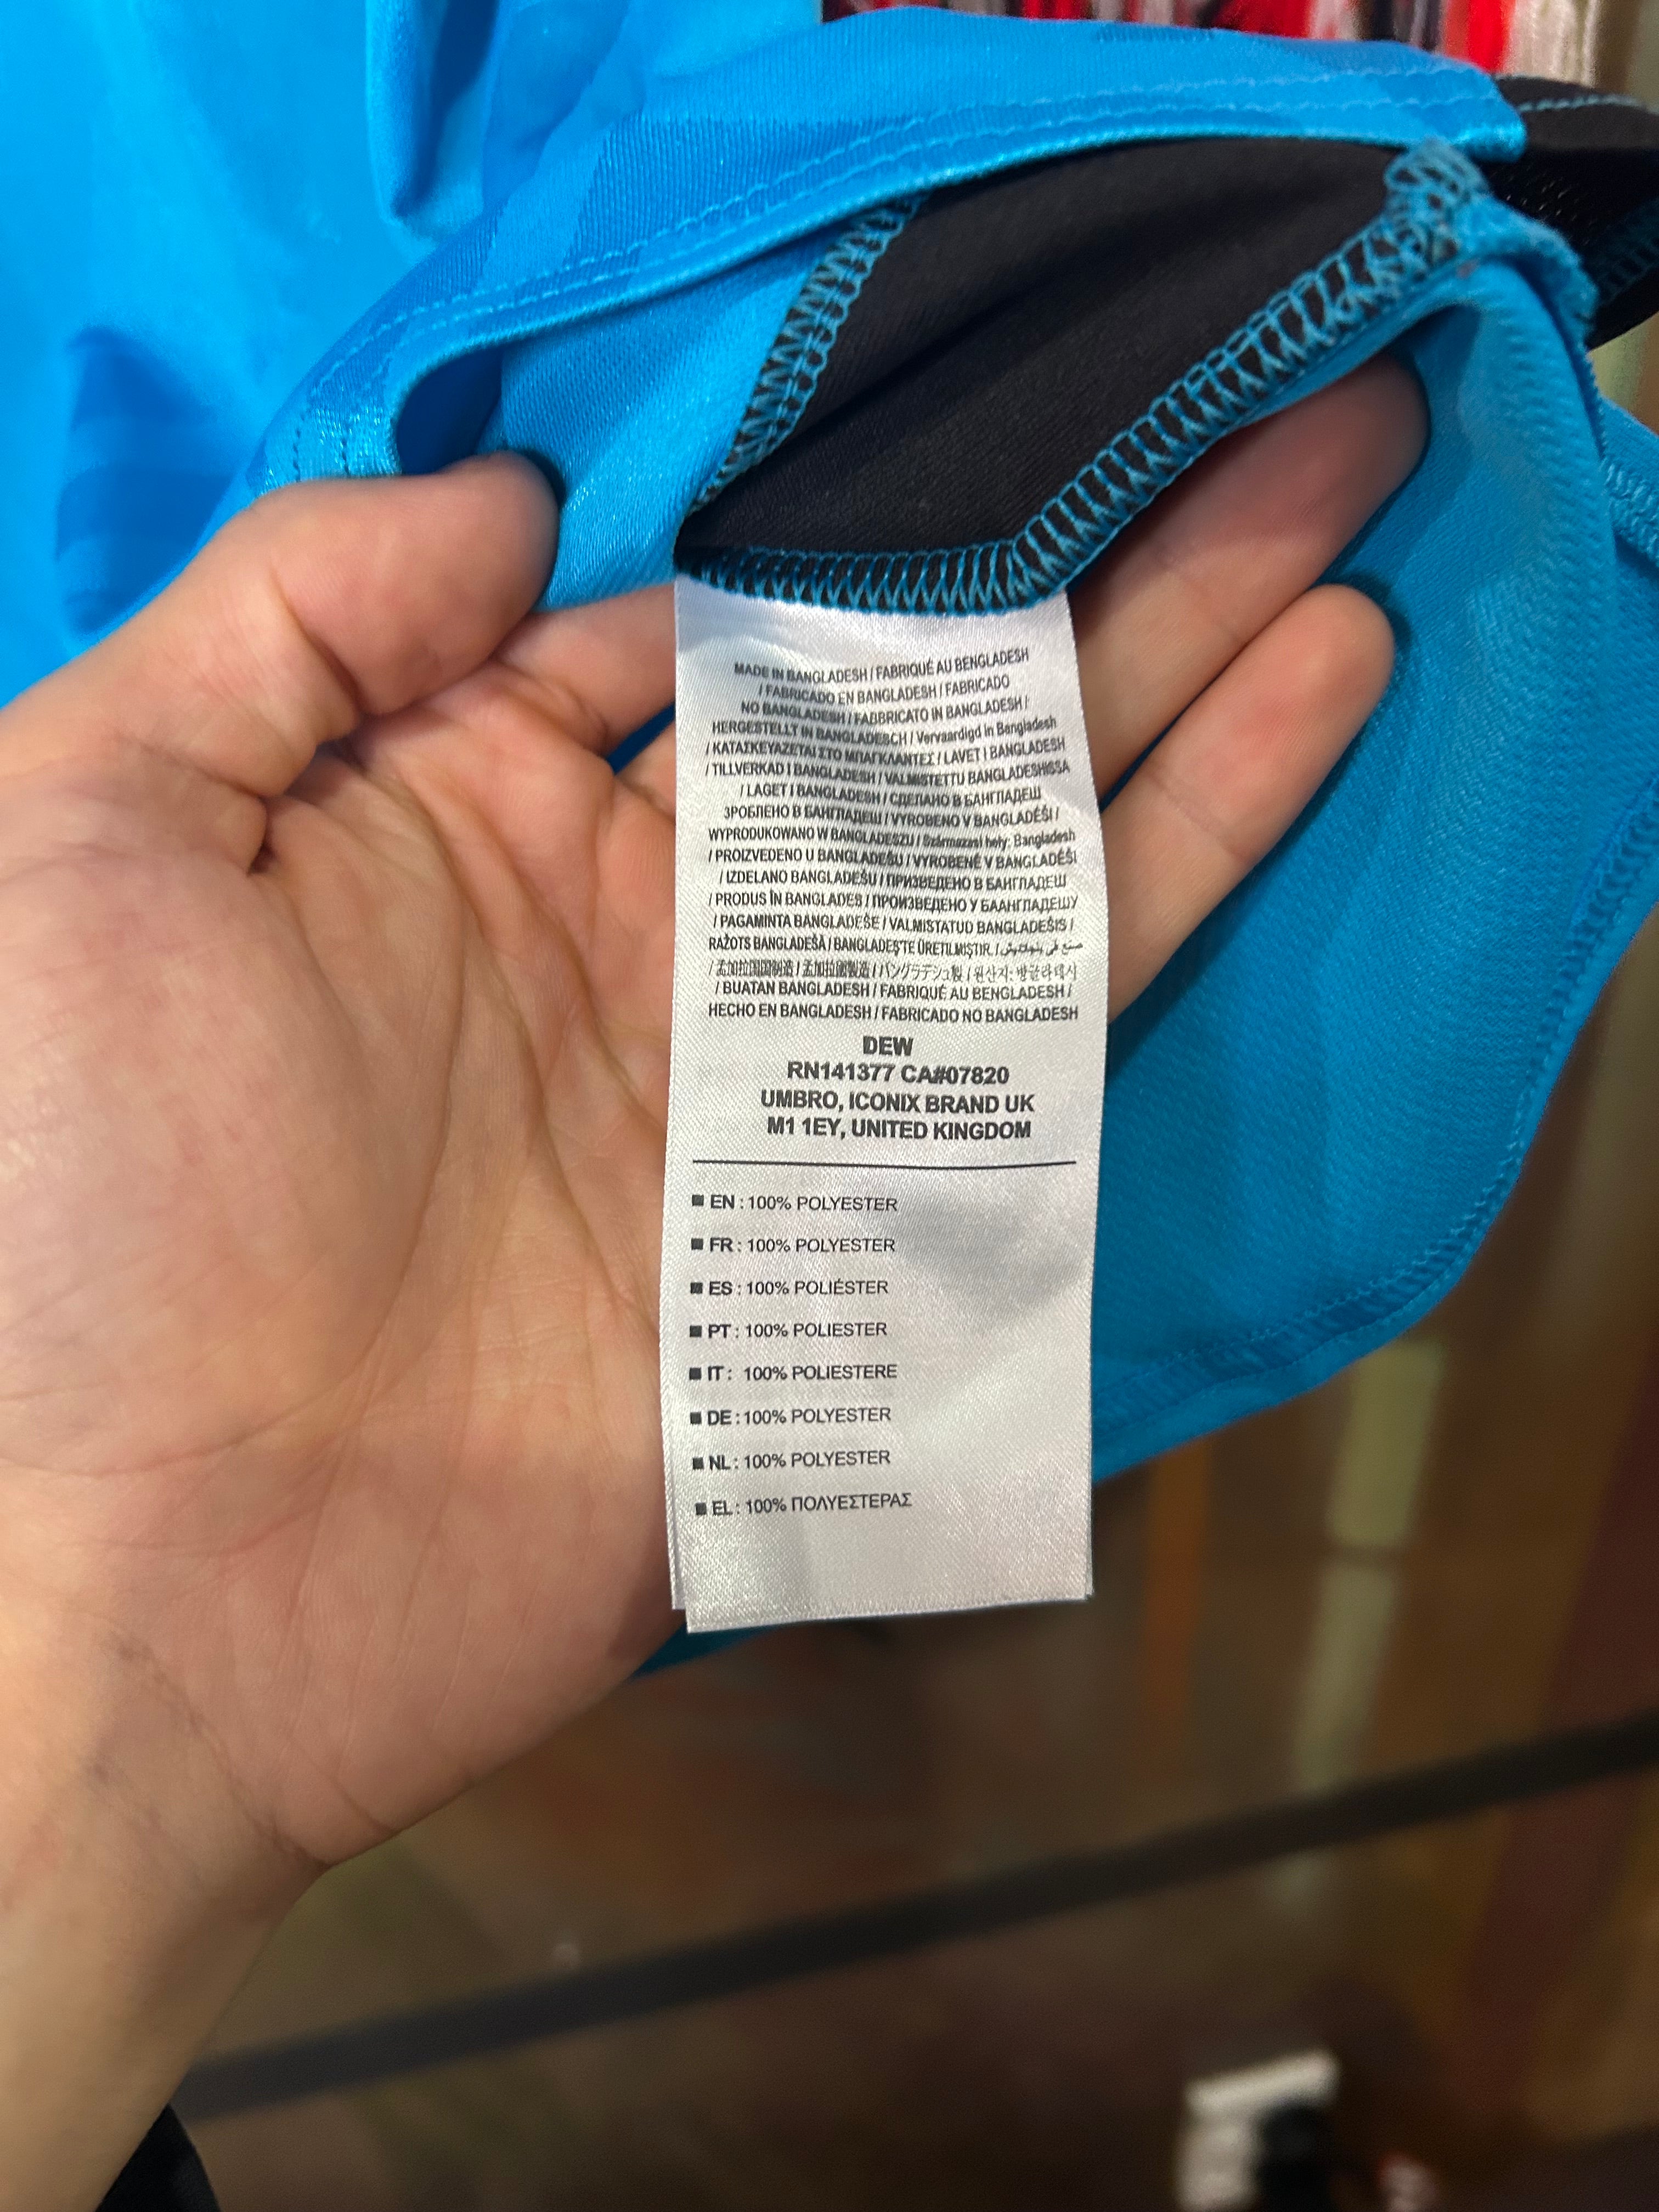 MADE IN BANGLADESH / FABRIQUÉ AU BENGLADESH
/ FABRICADO EN BANGLADESH / FABRICADO
NO BANGLADESH / FABBRICATO IN BANGLADESH /
HERGESTELLT IN BANGLADESCH / Vervaardigd in Bangladesh
/ ΚΑΤΑΣΚΕΥΑΖΕΤΑΙ ΣΤΟ ΜΠΑΓΚΛΑΝΤΕΣ / LAVET I BANGLADESH
/ TILLVERKAD I BANGLADESH / VALMISTETTU BANGLADESHISSA
/ LAGET I BANGLADESH / СДЕЛАНО В БАНГЛАДЕШ
ЗРОБЛЕНО В БАНГЛАДЕШ / VYROBENO V BANGLADÉŠI /
WYPRODUKOWANO W BANGLADESZU / Származási hely: Bangladesh
/ PROIZVEDENO U BANGLADEŠU / VYROBENÉ V BANGLADÉŠI
/ IZDELANO BANGLADEŠU / ПРИЗВЕДЕНО В БАНГЛАДЕШ
/ PRODUS ÎN BANGLADES / ПРОИЗВЕДЕНО У БААНГЛАДЕШУ
/ PAGAMINTA BANGLADEŠE / VALMISTATUD BANGLADEŠIS /
RAŽOTS BANGLADEŠĀ / BANGLADEŞ'TE ÜRETILMIŞTIR. / صنع في بنجلاديش
/ 孟加拉国制造 / 孟加拉國製造 / バングラデシュ製 / 원산지: 방글라데시
/ BUATAN BANGLADESH / FABRIQUÉ AU BENGLADESH /
HECHO EN BANGLADESH / FABRICADO NO BANGLADESH
DEW
RN141377 CA#07820
UMBRO, ICONIX BRAND UK
M1 1EY, UNITED KINGDOM
EN : 100% POLYESTER
FR : 100% POLYESTER
ES : 100% POLIÉSTER
PT : 100% POLIESTER
IT : 100% POLIESTERE
DE : 100% POLYESTER
NL : 100% POLYESTER
EL : 100% ΠΟΛΥΕΣΤΕΡΑΣ